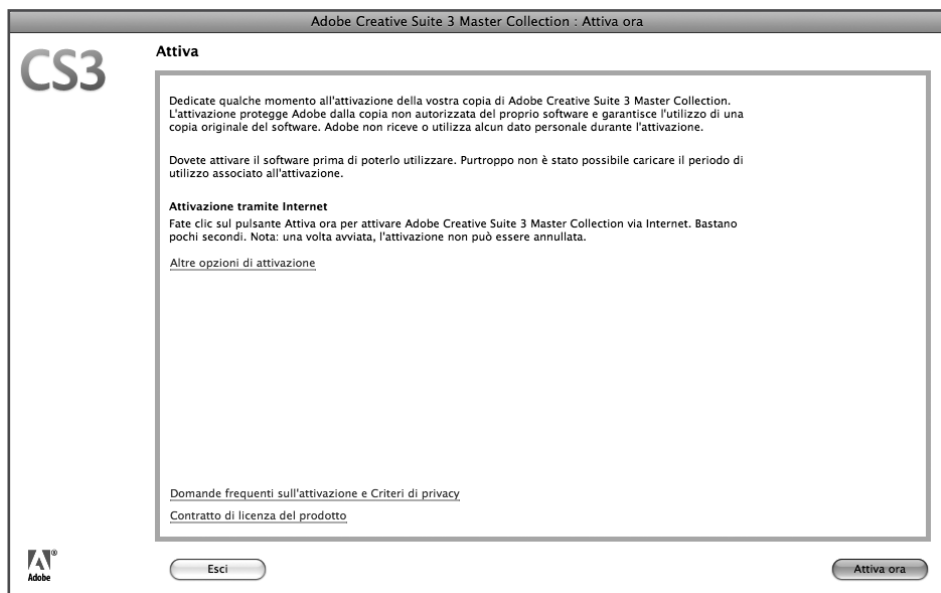 Adobe Creative Suite 3 Master Collection : Attiva ora
CS3
Attiva
Dedicate qualche momento all'attivazione della vostra copia di Adobe Creative Suite 3 Master Collection.
L'attivazione protegge Adobe dalla copia non autorizzata del proprio software e garantisce l'utilizzo di una
copia originale del software. Adobe non riceve o utilizza alcun dato personale durante l'attivazione.
Dovete attivare il software prima di poterlo utilizzare. Purtroppo non è stato possibile caricare il periodo di
utilizzo associato all'attivazione.
Attivazione tramite Internet
Fate clic sul pulsante Attiva ora per attivare Adobe Creative Suite 3 Master Collection via Internet. Bastano
pochi secondi. Nota: una volta avviata, l'attivazione non può essere annullata.
Altre opzioni di attivazione
Domande frequenti sull'attivazione e Criteri di privacy
Contratto di licenza del prodotto
Adobe
Esci
Attiva ora